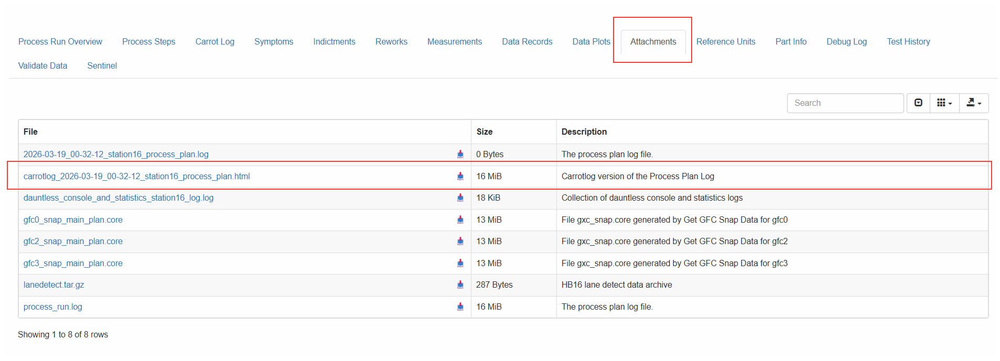 Process Run Overview Process Steps Carrot Log Symptoms Indictments Reworks Measurements Data Records Data Plots Attachments Reference Units Part Info Debug Log Test History
Validate Data Sentinel
Search
File Size Description
2026-03-19_00-32-12_station16_process_plan.log 0 Bytes The process plan log file.
carrotlog_2026-03-19_00-32-12_station16_process_plan.html 16 MiB Carrotlog version of the Process Plan Log
dauntless_console_and_statistics_station16_log.log 18 KiB Collection of dauntless console and statistics logs
gfc0_snap_main_plan.core 13 MiB File gxc_snap.core generated by Get GFC Snap Data for gfc0
gfc2_snap_main_plan.core 13 MiB File gxc_snap.core generated by Get GFC Snap Data for gfc2
gfc3_snap_main_plan.core 13 MiB File gxc_snap.core generated by Get GFC Snap Data for gfc3
lanedetect.tar.gz 287 Bytes HB16 lane detect data archive
process_run.log 16 MiB The process plan log file.
Showing 1 to 8 of 8 rows